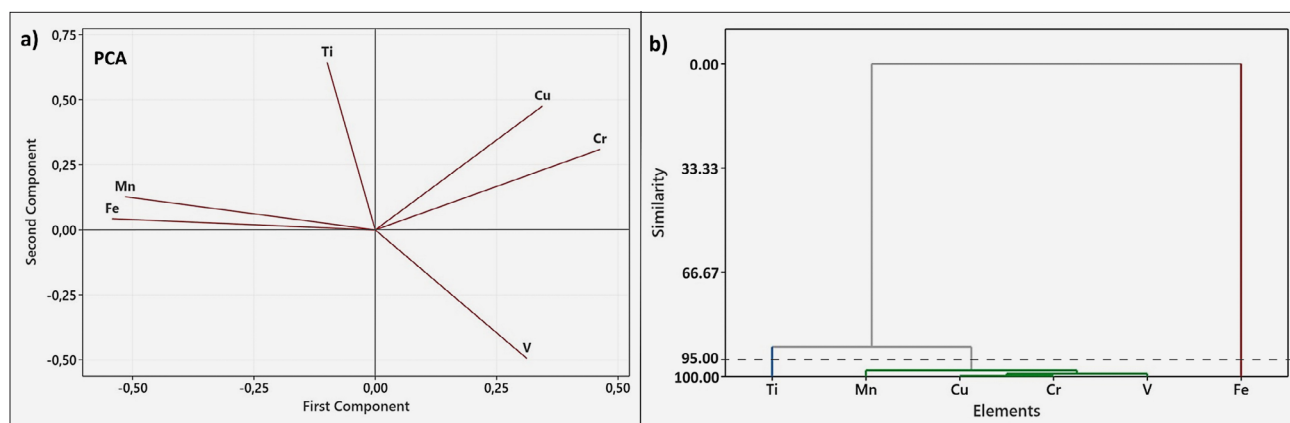 a)
PCA
0,75
0,50
0,25
0,00
-0,25
-0,50
Second Component
Ti
Cu
Cr
Mn
Fe
V
-0,50
-0,25
0,00
0,25
0,50
First Component
b)
0.00
33.33
66.67
95.00
100.00
Similarity
Ti
Mn
Cu
Cr
V
Fe
Elements